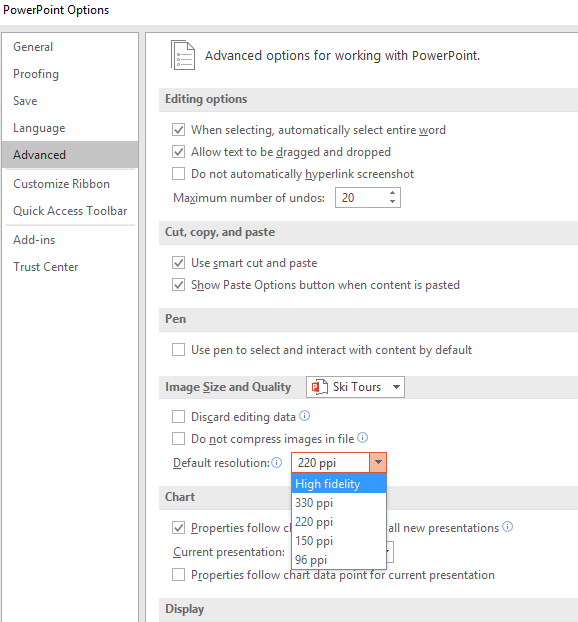 PowerPoint Options
General
Proofing
Save
Language
Advanced
Customize Ribbon
Quick Access Toolbar
Add-ins
Trust Center
Advanced options for working with PowerPoint.
Editing options
When selecting, automatically select entire word
Allow text to be dragged and dropped
Do not automatically hyperlink screenshot
Maximum number of undos: 20
Cut, copy, and paste
Use smart cut and paste
Show Paste Options button when content is pasted
Pen
Use pen to select and interact with content by default
Image Size and Quality Ski Tours
Discard editing data
Do not compress images in file
Default resolution: 220 ppi
High fidelity
330 ppi
220 ppi
150 ppi
96 ppi
Chart
Properties follow all new presentations
Current presentation:
Properties follow chart data point for current presentation
Display